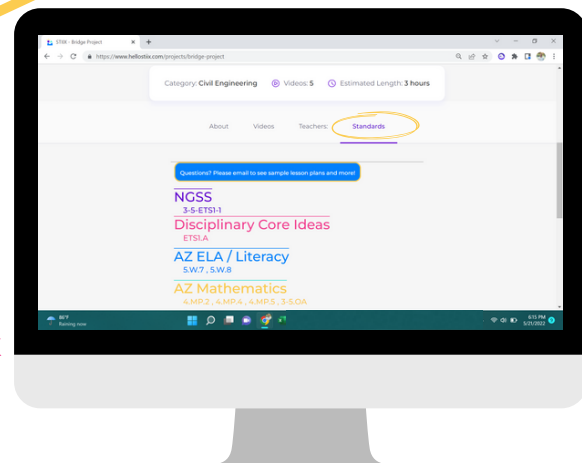 STIX - Bridge Project
https://www.hellostix.com/projects/bridge-project
Category: Civil Engineering Videos: 5 Estimated Length: 3 hours
About Videos Teachers: Standards
Questions? Please email to see sample lesson plans and more!
NGSS
3-5-ETS1-1
Disciplinary Core Ideas
ETS1.A
AZ ELA / Literacy
5.W.7 , 5.W.8
AZ Mathematics
4.MP.2 , 4.MP.4 , 4.MP.5 , 3-5.OA
80°F
Raining now
6:15 PM
5/21/2022